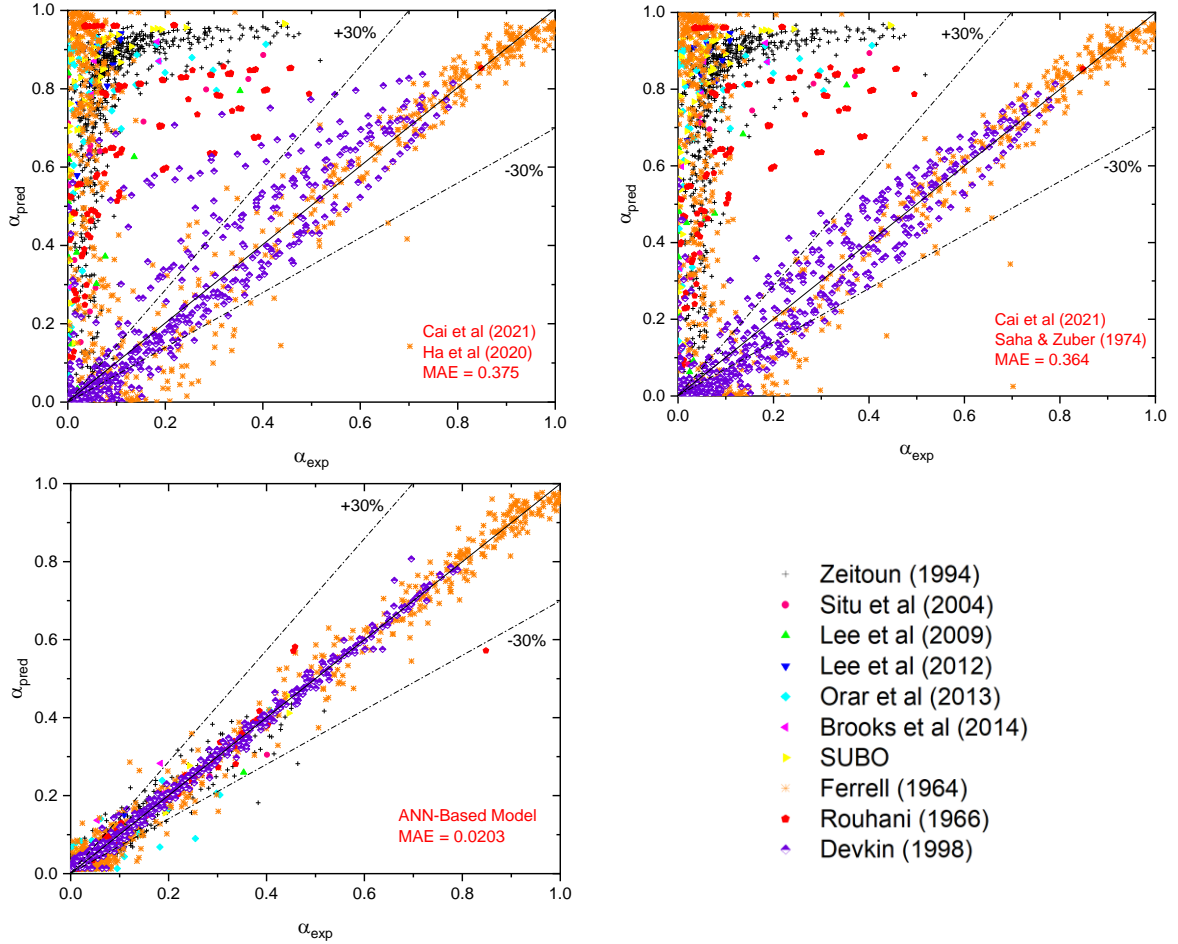 1.0
0.8
0.6
0.4
0.2
0.0
αpred
+30%
-30%
Cai et al (2021)
Ha et al (2020)
MAE = 0.375
0.0 0.2 0.4 0.6 0.8 1.0
αexp
1.0
0.8
0.6
0.4
0.2
0.0
αpred
+30%
-30%
Cai et al (2021)
Saha & Zuber (1974)
MAE = 0.364
0.0 0.2 0.4 0.6 0.8 1.0
αexp
1.0
0.8
0.6
0.4
0.2
0.0
αpred
+30%
-30%
ANN-Based Model
MAE = 0.0203
0.0 0.2 0.4 0.6 0.8 1.0
αexp
Zeitoun (1994)
Situ et al (2004)
Lee et al (2009)
Lee et al (2012)
Orar et al (2013)
Brooks et al (2014)
SUBO
Ferrell (1964)
Rouhani (1966)
Devkin (1998)